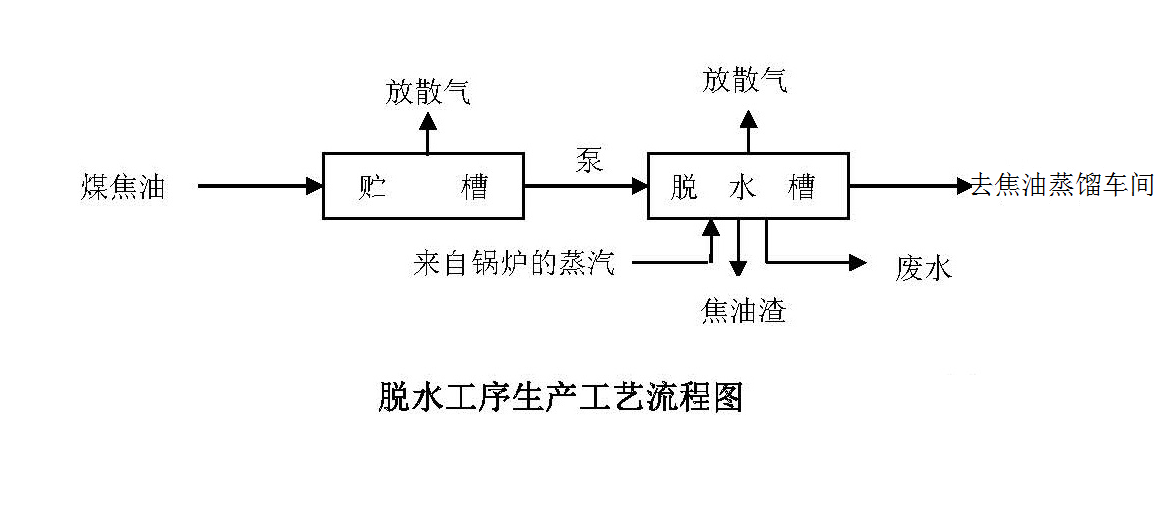 放散气
放散气
煤焦油
贮 槽
泵
脱 水 槽
去焦油蒸馏车间
来自锅炉的蒸汽
焦油渣
废水
脱水工序生产工艺流程图